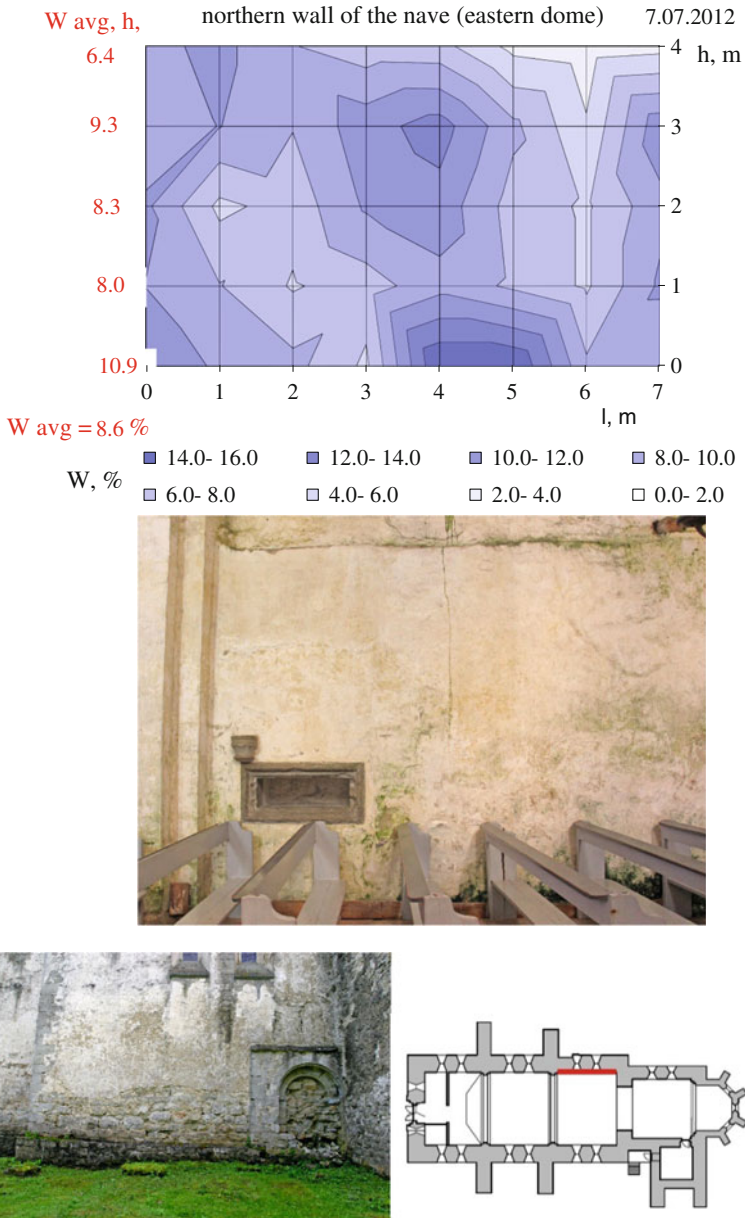 W avg, h, northern wall of the nave (eastern dome) 7.07.2012
6.4 4 h, m
9.3 3
8.3 2
8.0 1
10.9 0
0 1 2 3 4 5 6 7
l, m
W avg = 8.6 %
W, %
14.0- 16.0 12.0- 14.0 10.0- 12.0 8.0- 10.0
6.0- 8.0 4.0- 6.0 2.0- 4.0 0.0- 2.0